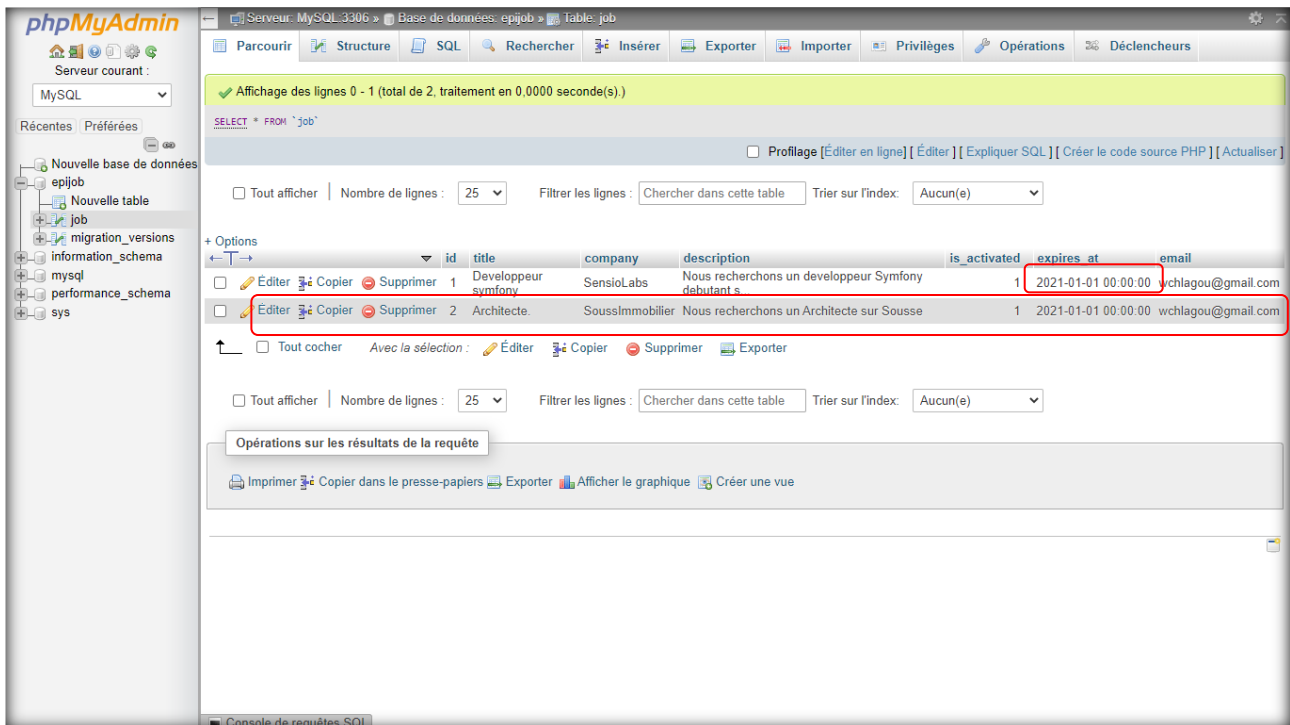 phpMyAdmin
Serveur courant :
MySQL
Récentes Préférées
Nouvelle base de données
epijob
Nouvelle table
job
migration_versions
information_schema
mysql
performance_schema
sys
Serveur: MySQL:3306 » Base de données: epijob » Table: job
Parcourir Structure SQL Rechercher Insérer Exporter Importer Privilèges Opérations Déclencheurs
Affichage des lignes 0 - 1 (total de 2, traitement en 0,0000 seconde(s).)
SELECT * FROM `job`
Profilage [Éditer en ligne] [ Éditer ] [ Expliquer SQL ] [ Créer le code source PHP ] [ Actualiser ]
Tout afficher Nombre de lignes : 25 Filtrer les lignes : Chercher dans cette table Trier sur l'index: Aucun(e)
+ Options
←T→ id title company description is_activated expires_at email
Éditer Copier Supprimer 1 Developpeur symfony SensioLabs Nous recherchons un developpeur Symfony debutant s... 1 2021-01-01 00:00:00 wchlagou@gmail.com
Éditer Copier Supprimer 2 Architecte. SoussImmobilier Nous recherchons un Architecte sur Sousse 1 2021-01-01 00:00:00 wchlagou@gmail.com
Tout cocher Avec la sélection : Éditer Copier Supprimer Exporter
Tout afficher Nombre de lignes : 25 Filtrer les lignes : Chercher dans cette table Trier sur l'index: Aucun(e)
Opérations sur les résultats de la requête
Imprimer Copier dans le presse-papiers Exporter Afficher le graphique Créer une vue
Console de requêtes SQL